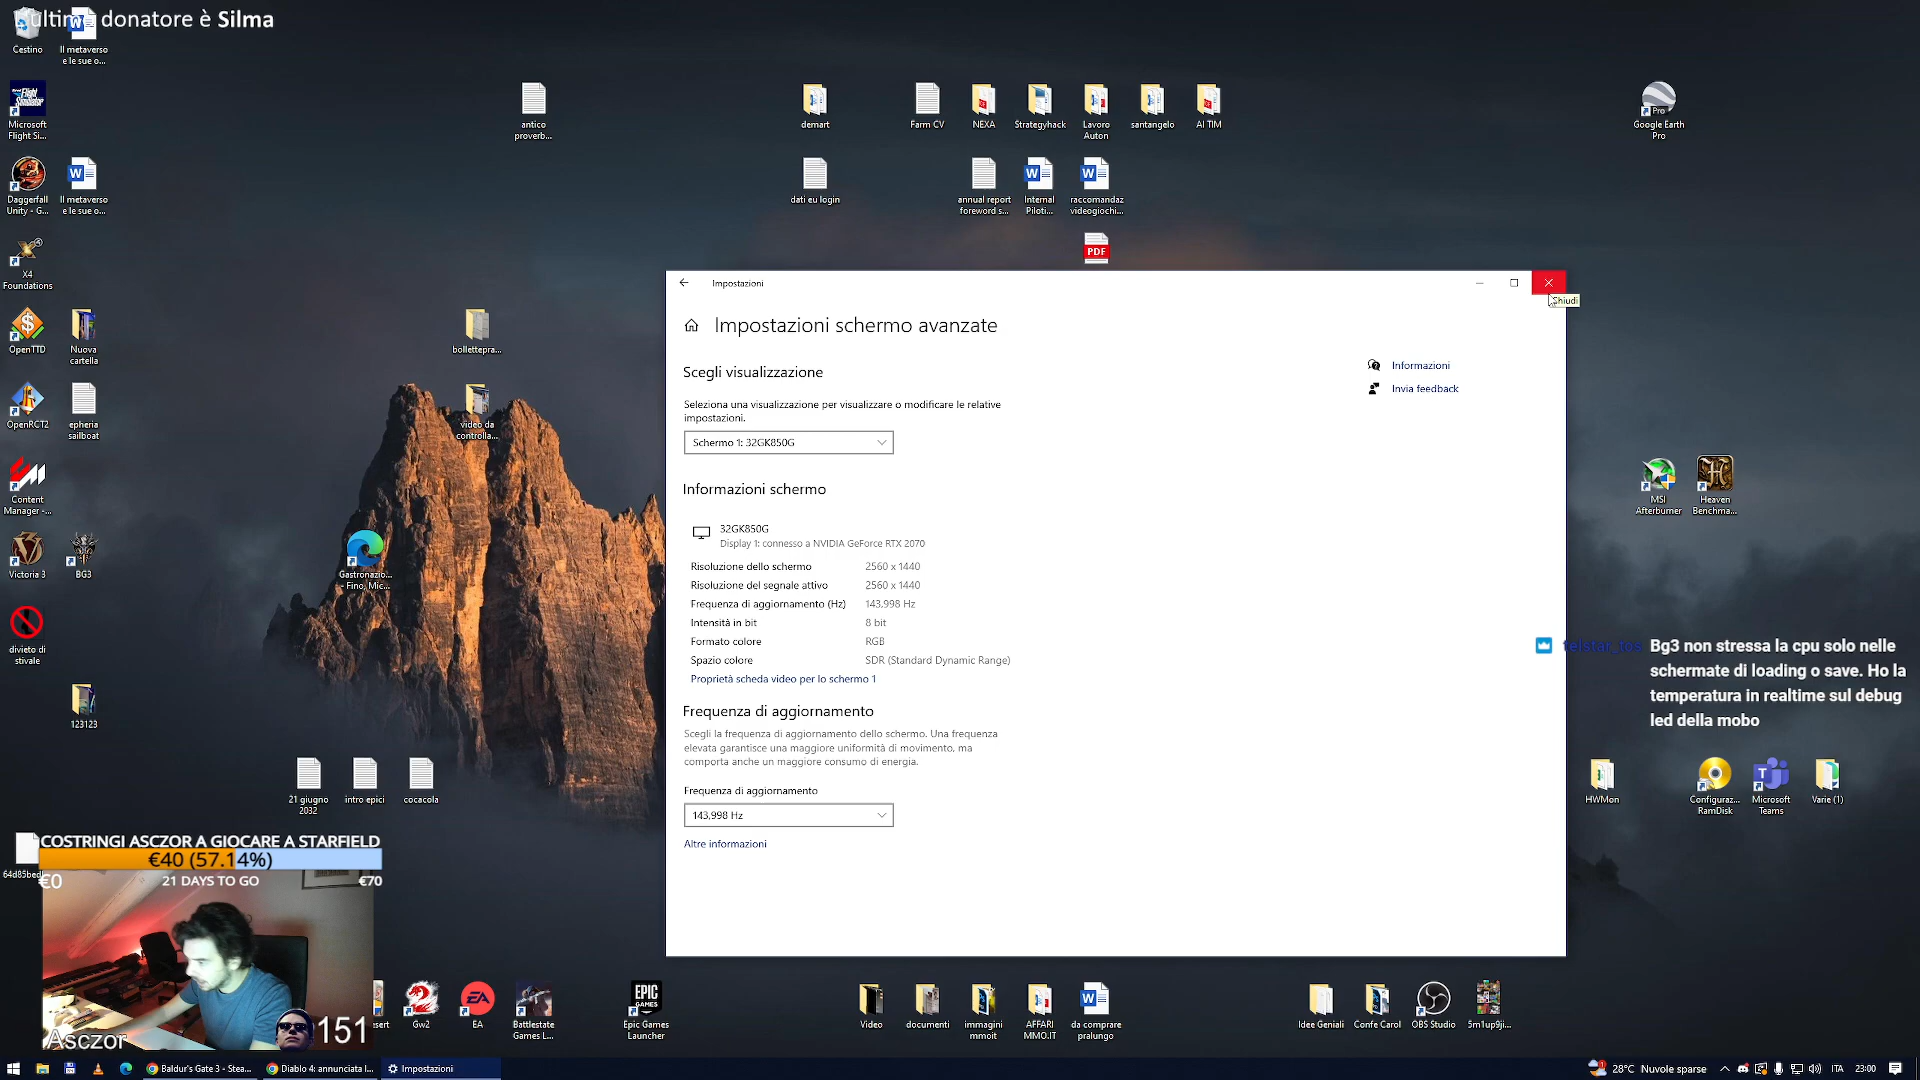 ultimo donatore è Silma
Cestino
Il metaverso
e le sue o...
Microsoft
Flight Si...
antico
proverb...
demart
Farm CV
NEXA
Strategyhack
Lavoro
Auton
santangelo
AI TIM
Google Earth
Pro
Daggerfall
Unity - G...
Il metaverso
e le sue o...
dati eu login
annual report
foreword s...
Internal
Piloti...
raccomandaz
videogiochi...
PDF
X4
Foundations
OpenTTD
Nuova
cartella
bollettepra...
OpenRCT2
epheria
sailboat
video da
controlla...
Content
Manager -...
MSI
Afterburner
Heaven
Benchma...
Victoria 3
BG3
Gastronazio...
- Fino, Mic...
divieto di
stivale
123123
21 giugno
2032
intro epici
cocacola
HWMon
Configuraz...
RamDisk
Microsoft
Teams
Varie (1)
Impostazioni
Chiudi
Impostazioni schermo avanzate
Scegli visualizzazione
Seleziona una visualizzazione per visualizzare o modificare le relative
impostazioni.
Schermo 1: 32GK850G
Informazioni
Invia feedback
Informazioni schermo
32GK850G
Display 1: connesso a NVIDIA GeForce RTX 2070
Risoluzione dello schermo 2560 x 1440
Risoluzione del segnale attivo 2560 x 1440
Frequenza di aggiornamento (Hz) 143,998 Hz
Intensità in bit 8 bit
Formato colore RGB
Spazio colore SDR (Standard Dynamic Range)
Proprietà scheda video per lo schermo 1
Frequenza di aggiornamento
Scegli la frequenza di aggiornamento dello schermo. Una frequenza
elevata garantisce una maggiore uniformità di movimento, ma
comporta anche un maggiore consumo di energia.
Frequenza di aggiornamento
143,998 Hz
Altre informazioni
telstar_tos Bg3 non stressa la cpu solo nelle
schermate di loading o save. Ho la
temperatura in realtime sul debug
led della mobo
COSTRINGI ASCZOR A GIOCARE A STARFIELD
€40 (57.14%)
€0 21 DAYS TO GO €70
Asczor
151
Gw2
EA
Battlestate
Games L...
EPIC
GAMES
Epic Games
Launcher
Video
documenti
immagini
mmoit
AFFARI
MMO.IT
da comprare
pralungo
Idee Geniali
Confe Carol
OBS Studio
5m1up9ji...
Baldur's Gate 3 - Stea...
Diablo 4: annunciata l...
Impostazioni
28°C Nuvole sparse
ITA
23:00